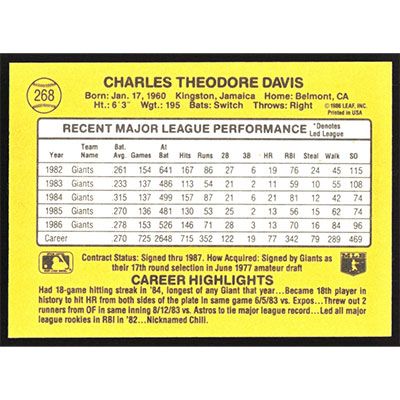 268
CHARLES THEODORE DAVIS
Born: Jan. 17, 1960 Kingston, Jamaica Home: Belmont, CA
Ht.: 6'3" Wgt.: 195 Bats: Switch Throws: Right
©1986 LEAF, INC.
Printed in USA
RECENT MAJOR LEAGUE PERFORMANCE *Denotes Led League
Year Team Name Bat. Avg. Games At Bat Hits Runs 2B 3B HR RBI Steal Walk SO
1982 Giants .261 154 641 167 86 27 6 19 76 24 45 115
1983 Giants .233 137 486 113 54 21 2 11 59 10 55 108
1984 Giants .315 137 499 157 87 21 6 21 81 12 42 74
1985 Giants .270 136 481 130 53 25 2 13 56 15 62 74
1986 Giants .278 153 526 146 71 28 3 13 70 16 84 96
Career .270 725 2648 715 352 122 19 77 342 79 289 469
Contract Status: Signed thru 1987. How Acquired: Signed by Giants as
their 17th round selection in June 1977 amateur draft
CAREER HIGHLIGHTS
Had 18-game hitting streak in '84, longest of any Giant that year... Became 18th player in
history to hit HR from both sides of the plate in same game 6/5/83 vs. Expos... Threw out 2
runners from OF in same inning 8/12/83 vs. Astros to tie major league record... Led all major
league rookies in RBI in '82... Nicknamed Chili.